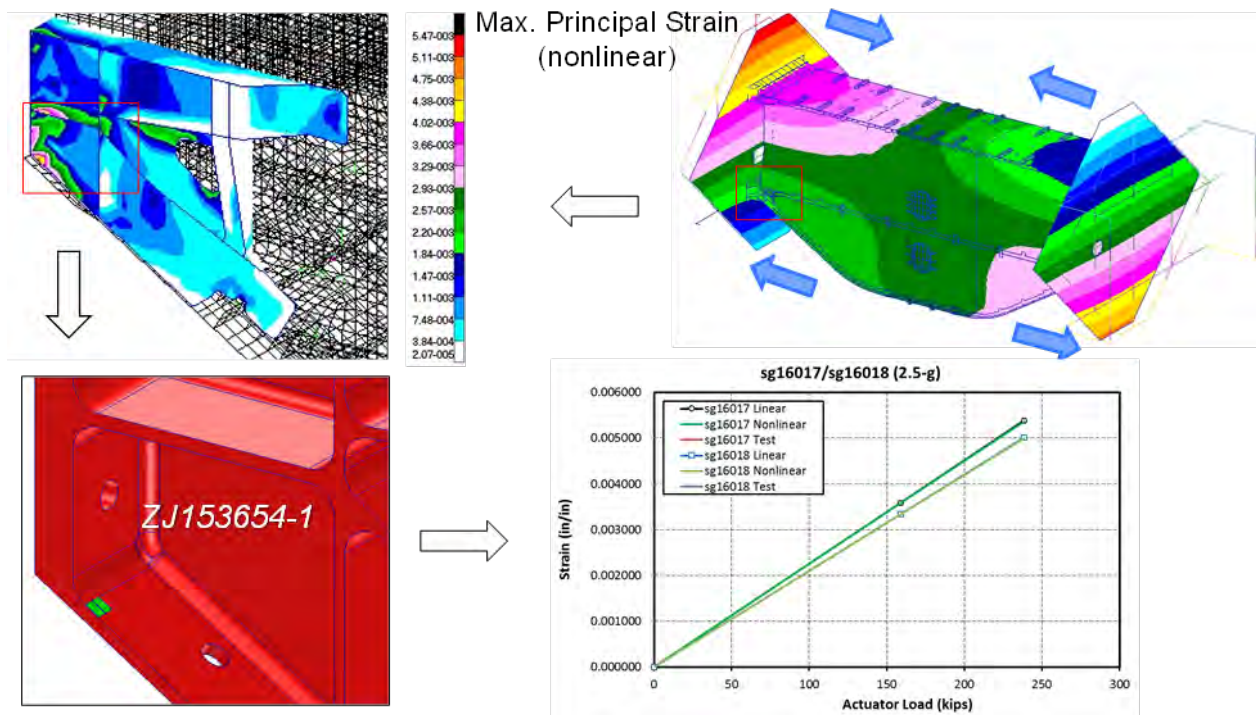 Max. Principal Strain
(nonlinear)
5.47-003
5.11-003
4.75-003
4.38-003
4.02-003
3.66-003
3.29-003
2.93-003
2.57-003
2.20-003
1.84-003
1.47-003
1.11-003
7.48-004
3.84-004
2.07-005
ZJ153654-1
sg16017/sg16018 (2.5-g)
sg16017 Linear
sg16017 Nonlinear
sg16017 Test
sg16018 Linear
sg16018 Nonlinear
sg16018 Test
Strain (in/in)
0.006000
0.005000
0.004000
0.003000
0.002000
0.001000
0.000000
0 50 100 150 200 250 300
Actuator Load (kips)